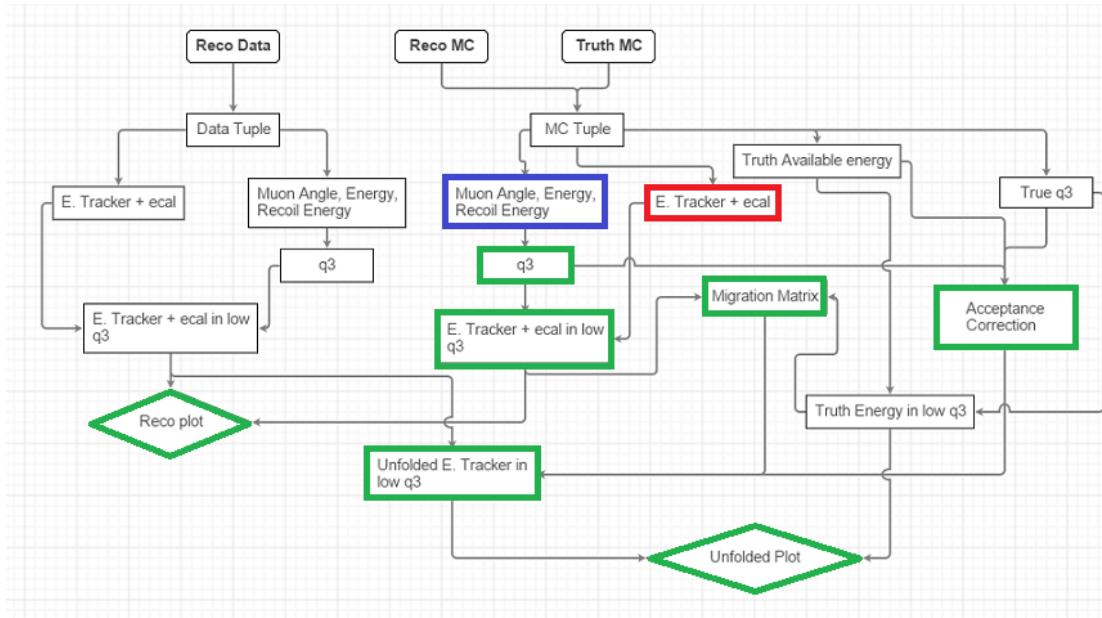 Reco Data
Reco MC
Truth MC
Data Tuple
MC Tuple
Truth Available energy
E. Tracker + ecal
Muon Angle, Energy,
Recoil Energy
Muon Angle, Energy,
Recoil Energy
E. Tracker + ecal
True q3
q3
q3
Migration Matrix
Acceptance
Correction
E. Tracker + ecal in low
q3
E. Tracker + ecal in low
q3
Reco plot
Truth Energy in low q3
Unfolded E. Tracker in
low q3
Unfolded Plot